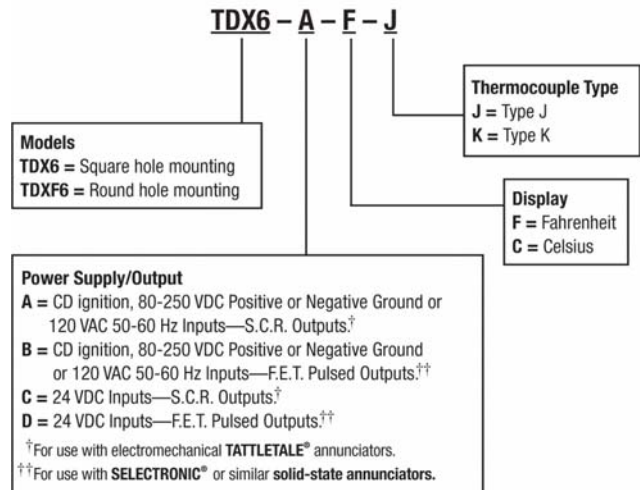 TDX6 – A – F – J
Thermocouple Type
J = Type J
K = Type K
Models
TDX6 = Square hole mounting
TDXF6 = Round hole mounting
Display
F = Fahrenheit
C = Celsius
Power Supply/Output
A = CD ignition, 80-250 VDC Positive or Negative Ground or
120 VAC 50-60 Hz Inputs—S.C.R. Outputs.†
B = CD ignition, 80-250 VDC Positive or Negative Ground
or 120 VAC 50-60 Hz Inputs—F.E.T. Pulsed Outputs.††
C = 24 VDC Inputs—S.C.R. Outputs.†
D = 24 VDC Inputs—F.E.T. Pulsed Outputs.††
†For use with electromechanical TATTLETALE® annunciators.
††For use with SELECTRONIC® or similar solid-state annunciators.